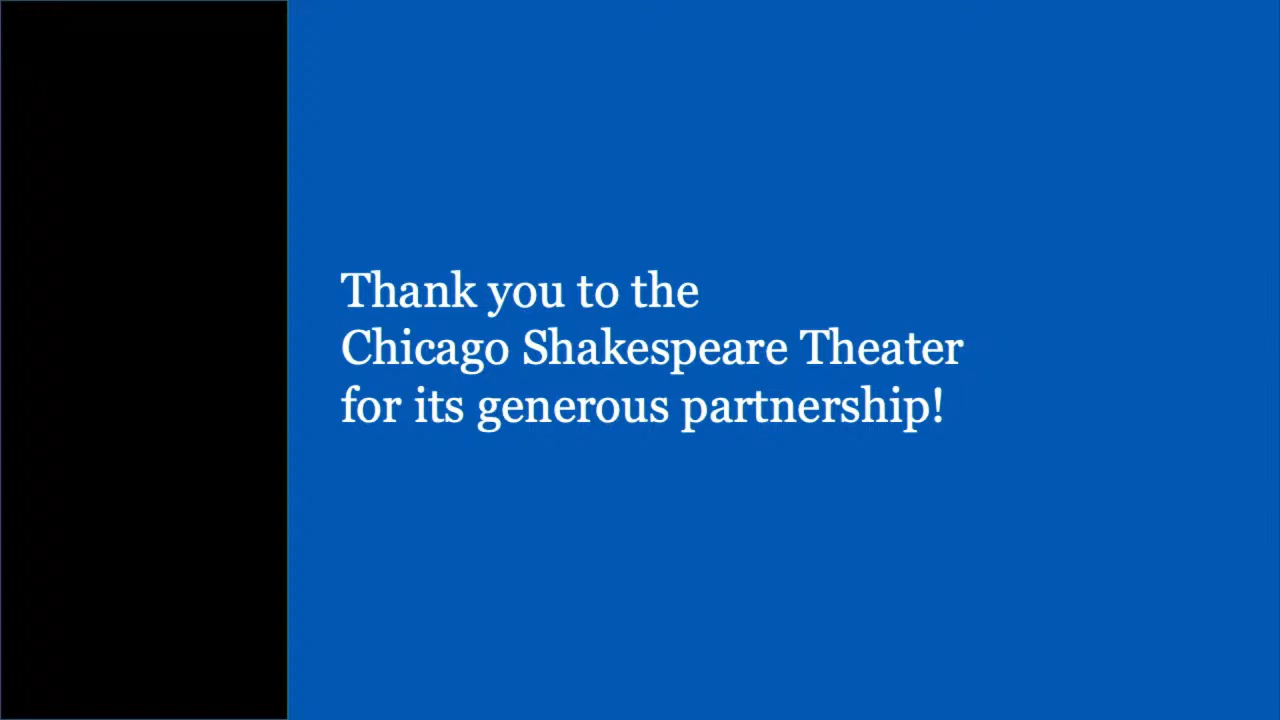 Thank you to the
Chicago Shakespeare Theater
for its generous partnership!